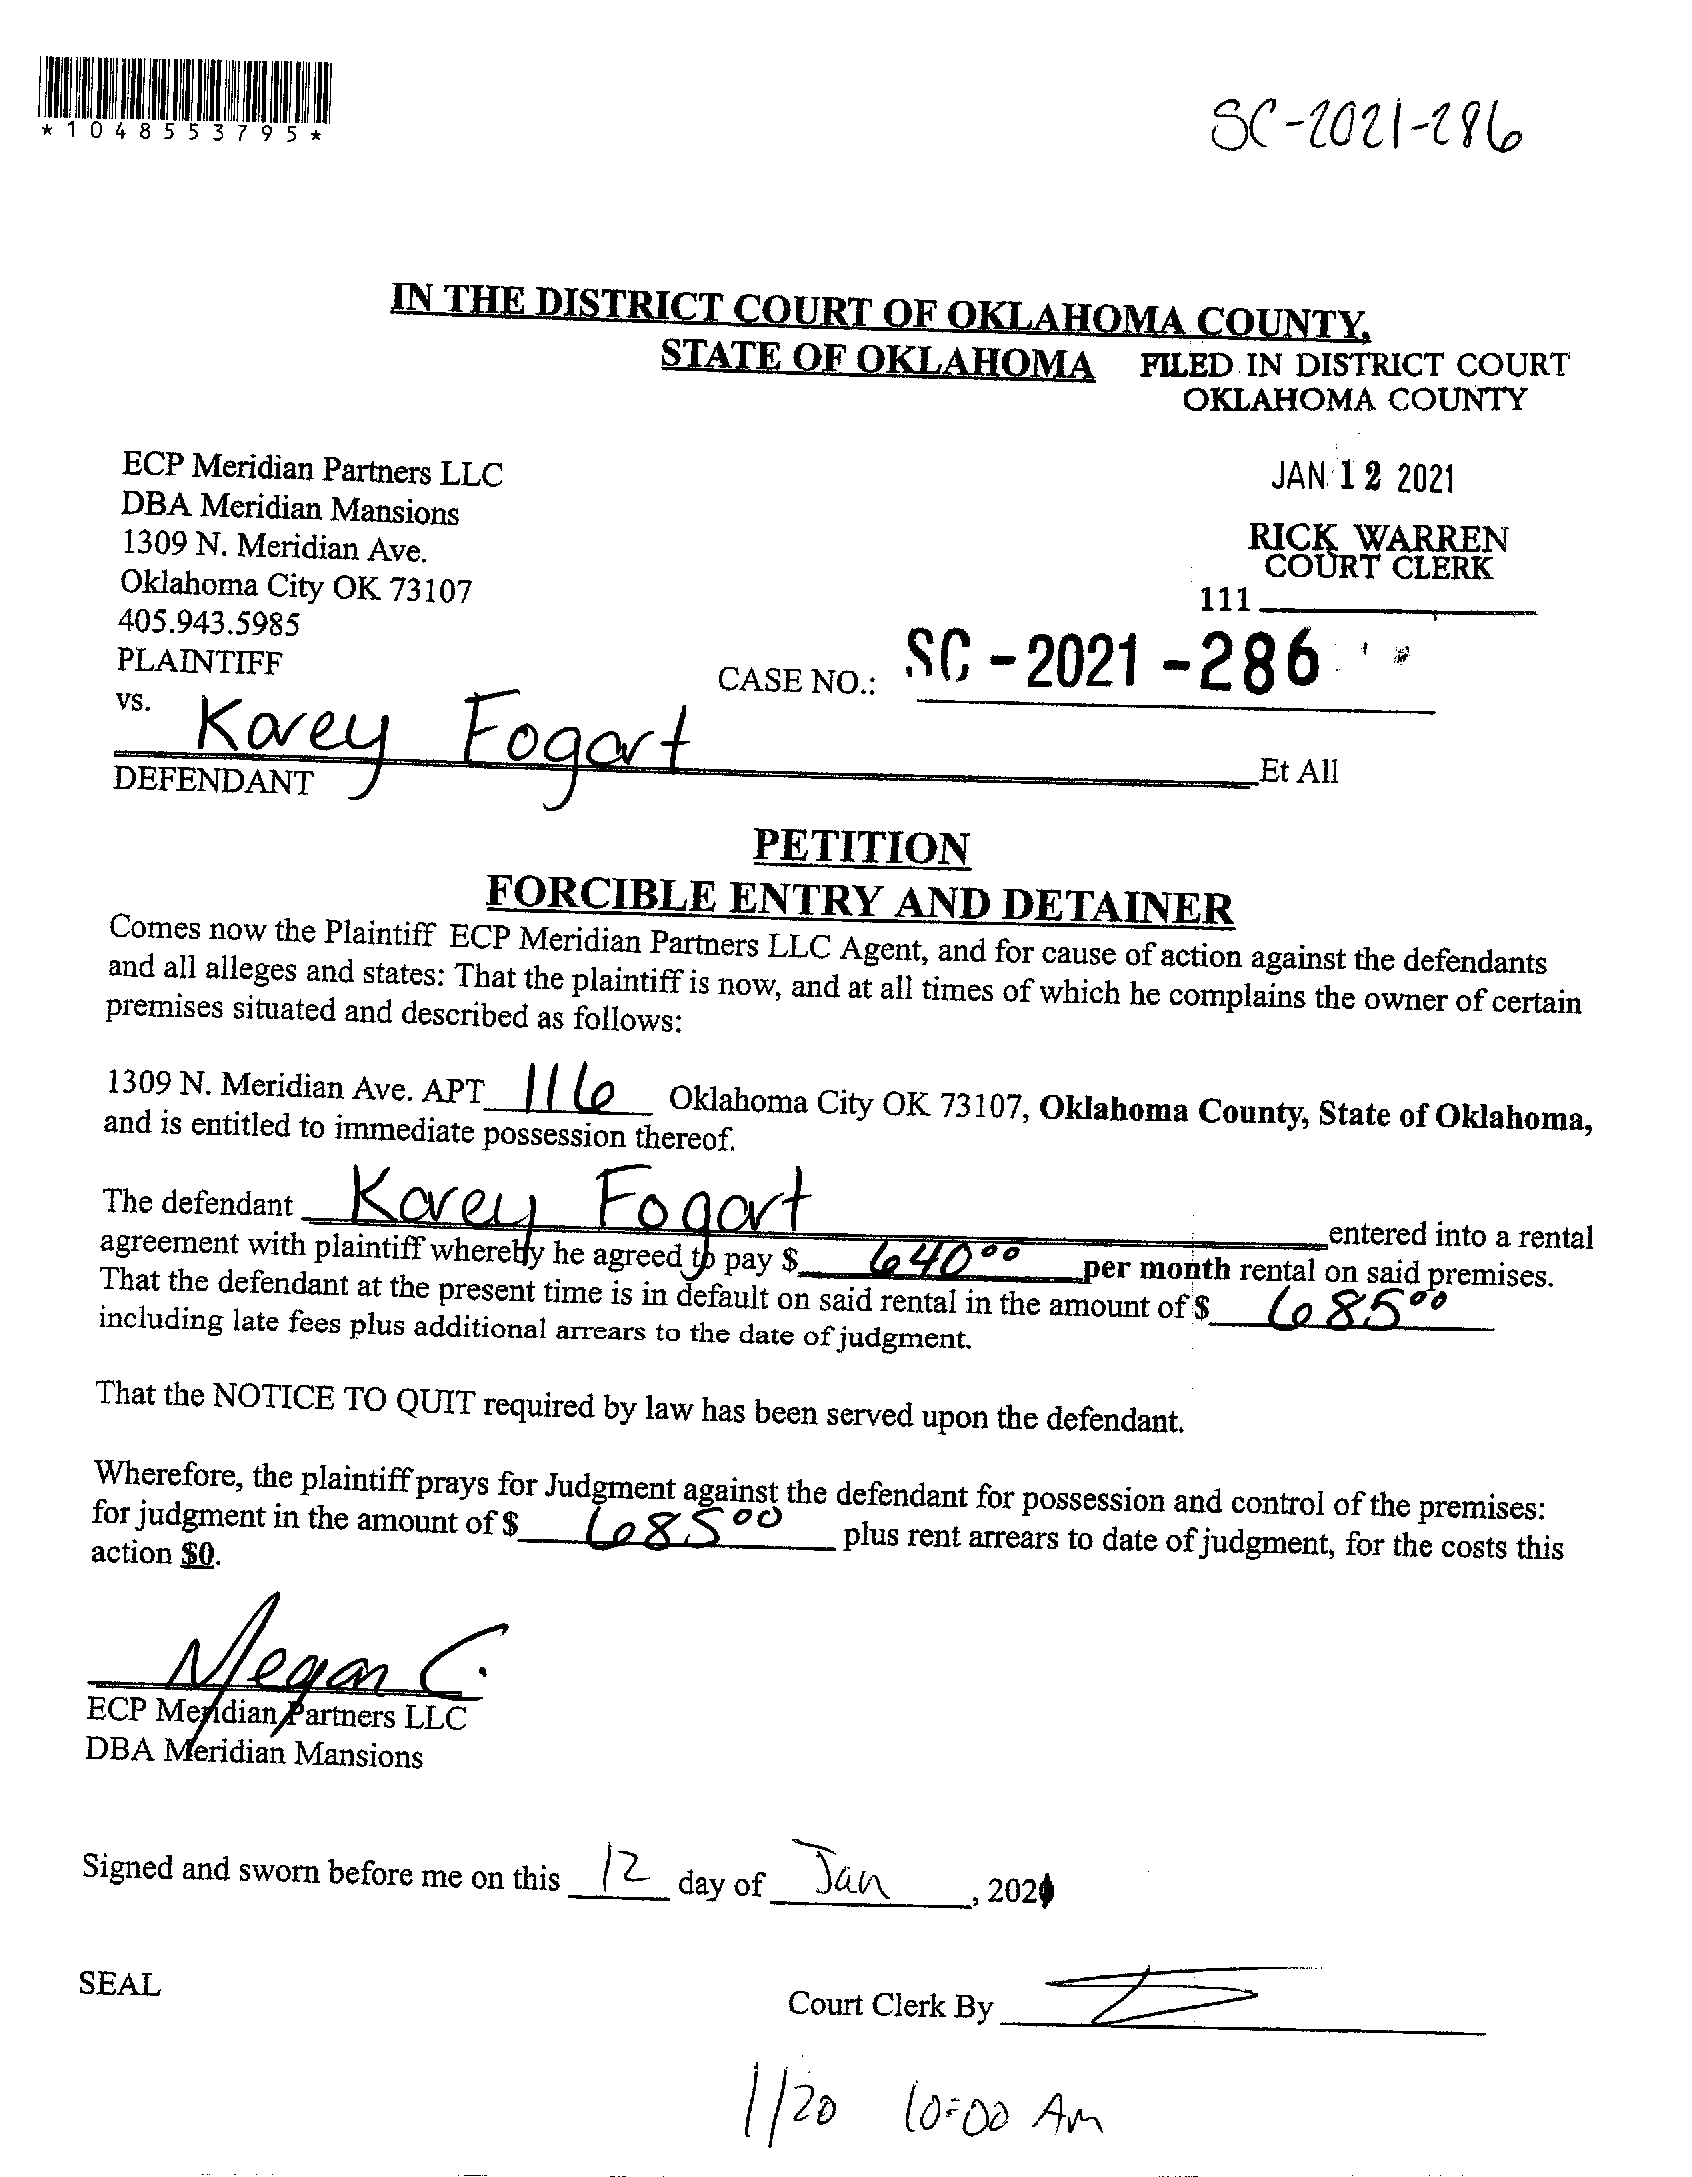 *1048553795*
SC-2021-286
IN THE DISTRICT COURT OF OKLAHOMA COUNTY,
STATE OF OKLAHOMA
FILED IN DISTRICT COURT
OKLAHOMA COUNTY
JAN 12 2021
RICK WARREN
COURT CLERK
111
ECP Meridian Partners LLC
DBA Meridian Mansions
1309 N. Meridian Ave.
Oklahoma City OK 73107
405.943.5985
PLAINTIFF
CASE NO.: SC-2021-286
vs.
Korey Fogart Et All
DEFENDANT
PETITION
FORCIBLE ENTRY AND DETAINER
Comes now the Plaintiff ECP Meridian Partners LLC Agent, and for cause of action against the defendants
and all alleges and states: That the plaintiff is now, and at all times of which he complains the owner of certain
premises situated and described as follows:
1309 N. Meridian Ave. APT 116 Oklahoma City OK 73107, Oklahoma County, State of Oklahoma,
and is entitled to immediate possession thereof.
The defendant Korey Fogart entered into a rental
agreement with plaintiff whereby he agreed to pay $ 640⁰⁰ per month rental on said premises.
That the defendant at the present time is in default on said rental in the amount of $ 685⁰⁰
including late fees plus additional arrears to the date of judgment.
That the NOTICE TO QUIT required by law has been served upon the defendant.
Wherefore, the plaintiff prays for Judgment against the defendant for possession and control of the premises:
for judgment in the amount of $ 685⁰⁰ plus rent arrears to date of judgment, for the costs this
action $0.
Megan C.
ECP Meridian Partners LLC
DBA Meridian Mansions
Signed and sworn before me on this 12 day of Jan, 2021
SEAL
Court Clerk By
1/20 10:00 Am